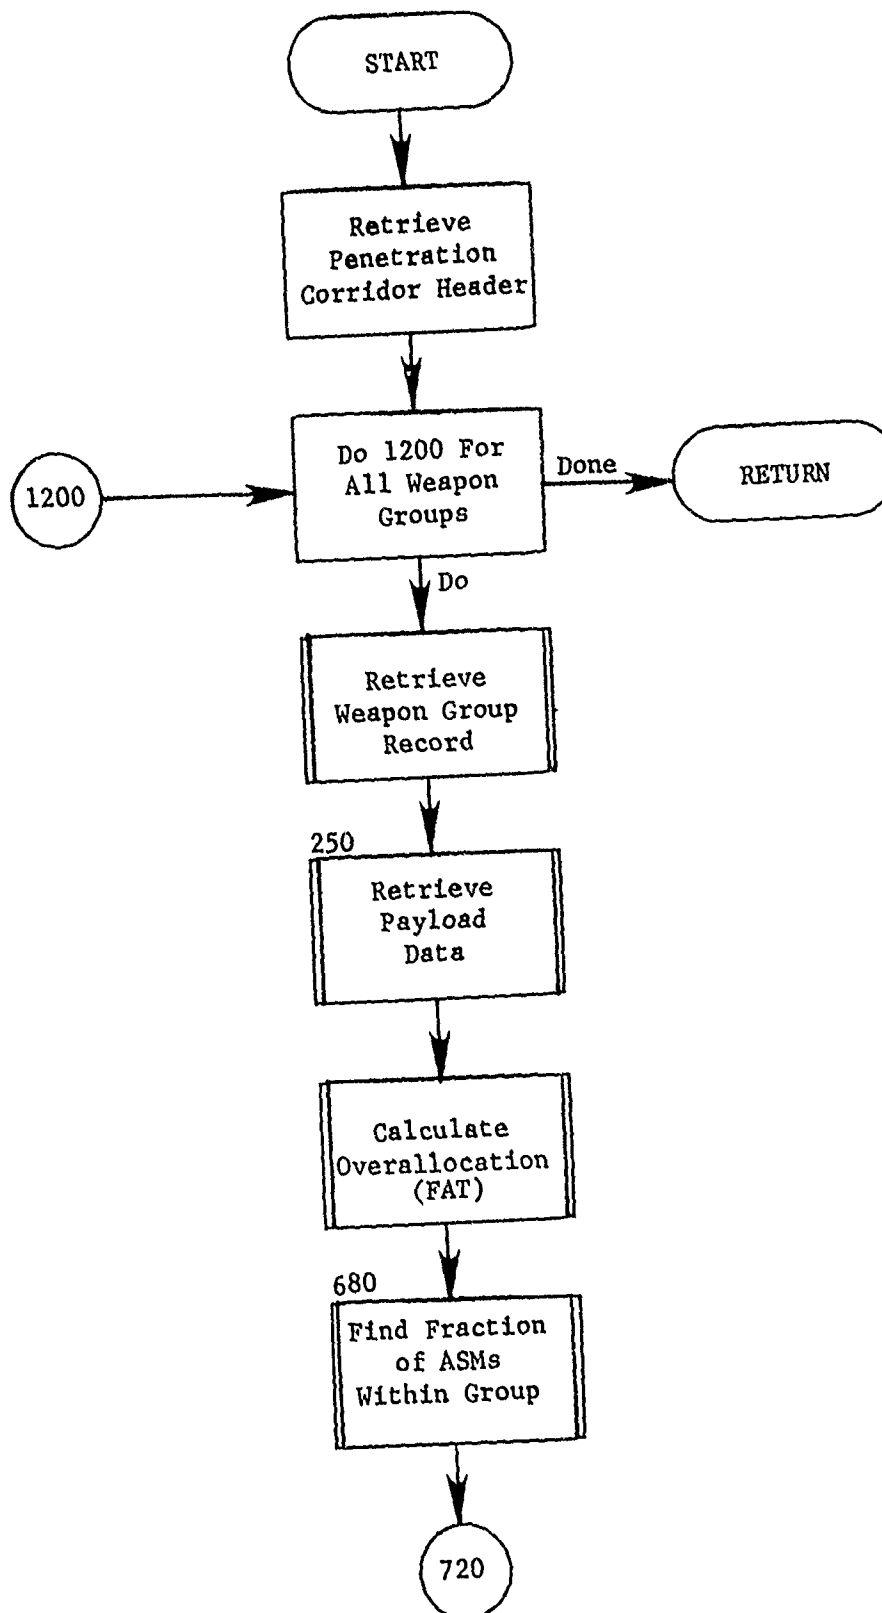 START
Retrieve
Penetration
Corridor Header
Do 1200 For
All Weapon
Groups
Done
RETURN
1200
Do
Retrieve
Weapon Group
Record
250
Retrieve
Payload
Data
Calculate
Overallocation
(FAT)
680
Find Fraction
of ASMs
Within Group
720